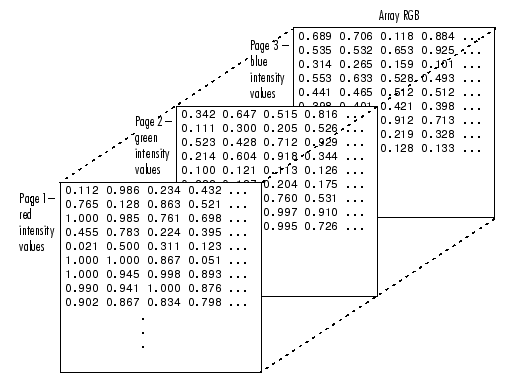 Array RGB
Page 3 –
blue
intensity
values
0.689 0.706 0.118 0.884 ...
0.535 0.532 0.653 0.925 ...
0.314 0.265 0.159 0.101 ...
0.553 0.633 0.528 0.493 ...
0.441 0.465 0.512 0.512 ...
0.398 0.401 0.421 0.398 ...
0.912 0.713 ...
0.219 0.328 ...
0.128 0.133 ...
Page 2 –
green
intensity
values
0.342 0.647 0.515 0.816 ...
0.111 0.300 0.205 0.526 ...
0.523 0.428 0.712 0.929 ...
0.214 0.604 0.918 0.344 ...
0.100 0.121 0.113 0.126 ...
0.204 0.175 ...
0.760 0.531 ...
0.997 0.910 ...
0.995 0.726 ...
Page 1 –
red
intensity
values
0.112 0.986 0.234 0.432 ...
0.765 0.128 0.863 0.521 ...
1.000 0.985 0.761 0.698 ...
0.455 0.783 0.224 0.395 ...
0.021 0.500 0.311 0.123 ...
1.000 1.000 0.867 0.051 ...
1.000 0.945 0.998 0.893 ...
0.990 0.941 1.000 0.876 ...
0.902 0.867 0.834 0.798 ...
.
.
.